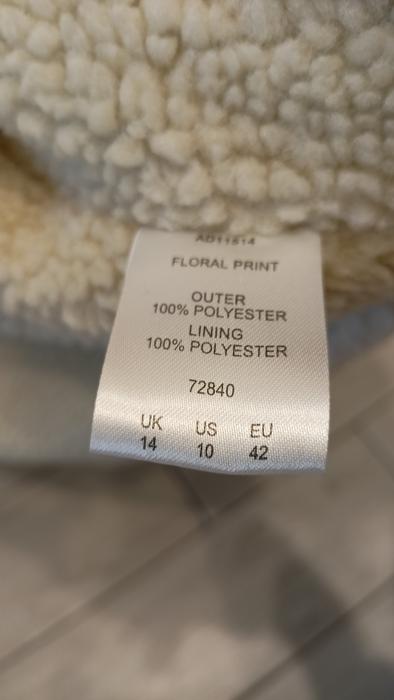 AD11514
FLORAL PRINT
OUTER
100% POLYESTER
LINING
100% POLYESTER
72840
UK US EU
14 10 42